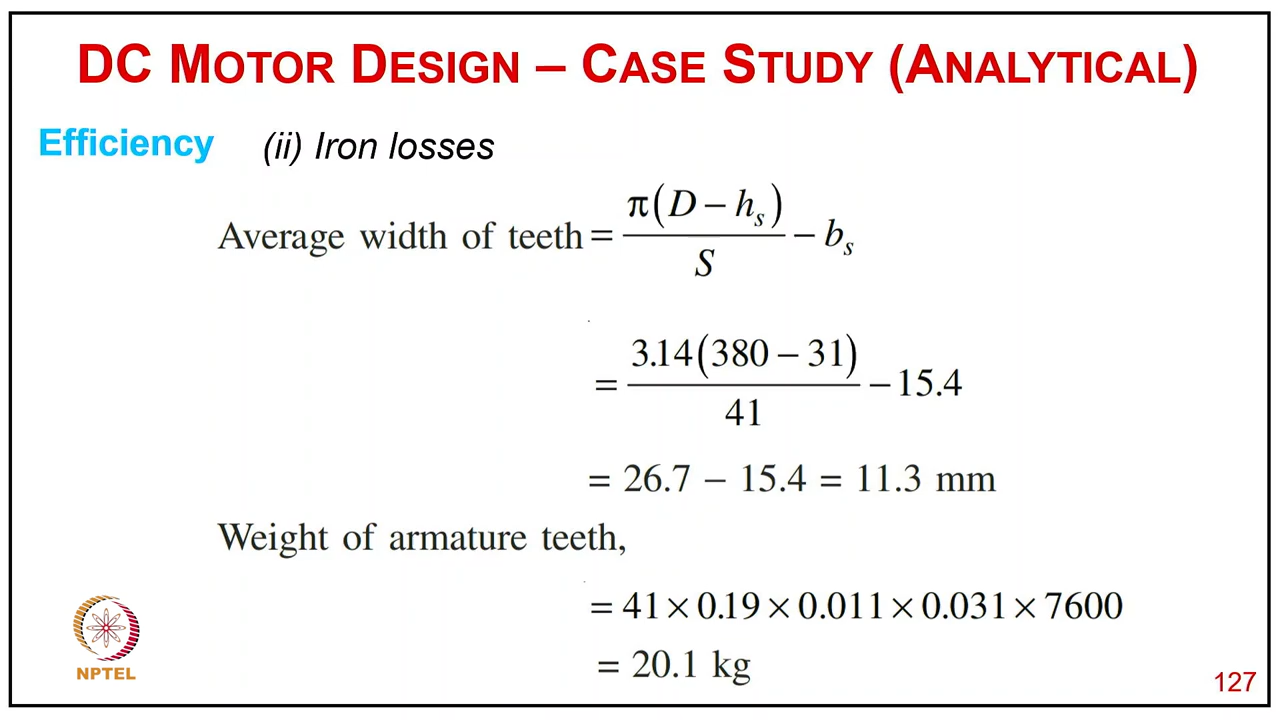 DC MOTOR DESIGN – CASE STUDY (ANALYTICAL)
Efficiency (ii) Iron losses
Average width of teeth = π(D − hₛ) / S − bₛ
= 3.14(380 − 31) / 41 − 15.4
= 26.7 − 15.4 = 11.3 mm
Weight of armature teeth,
= 41 × 0.19 × 0.011 × 0.031 × 7600
= 20.1 kg
NPTEL
127